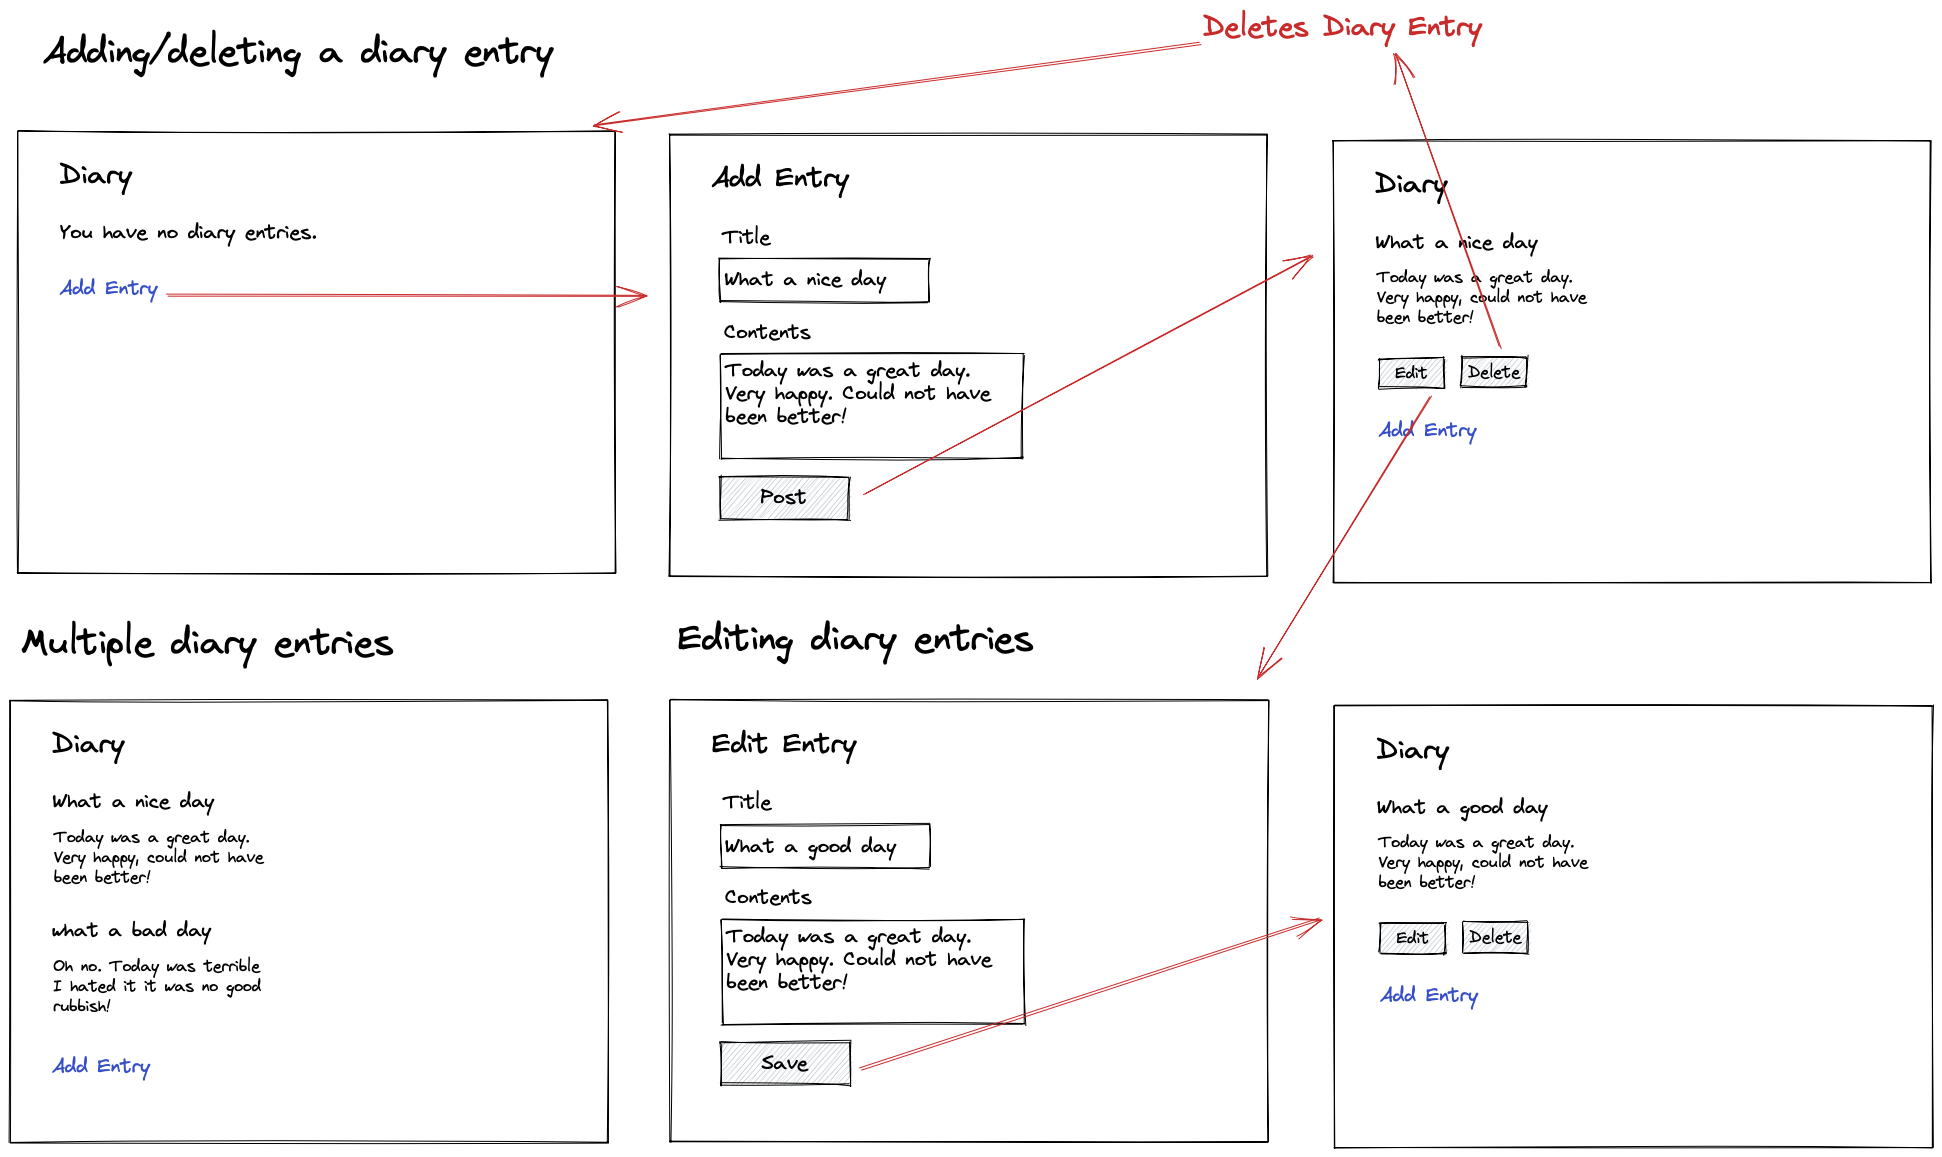 Deletes Diary Entry
Adding/deleting a diary entry
Diary
You have no diary entries.
Add Entry
Add Entry
Title
What a nice day
Contents
Today was a great day.
Very happy. Could not have
been better!
Post
Diary
What a nice day
Today was a great day.
Very happy, could not have
been better!
Edit
Delete
Add Entry
Multiple diary entries
Diary
What a nice day
Today was a great day.
Very happy, could not have
been better!
what a bad day
Oh no. Today was terrible
I hated it it was no good
rubbish!
Add Entry
Editing diary entries
Edit Entry
Title
What a good day
Contents
Today was a great day.
Very happy. Could not have
been better!
Save
Diary
What a good day
Today was a great day.
Very happy, could not have
been better!
Edit
Delete
Add Entry